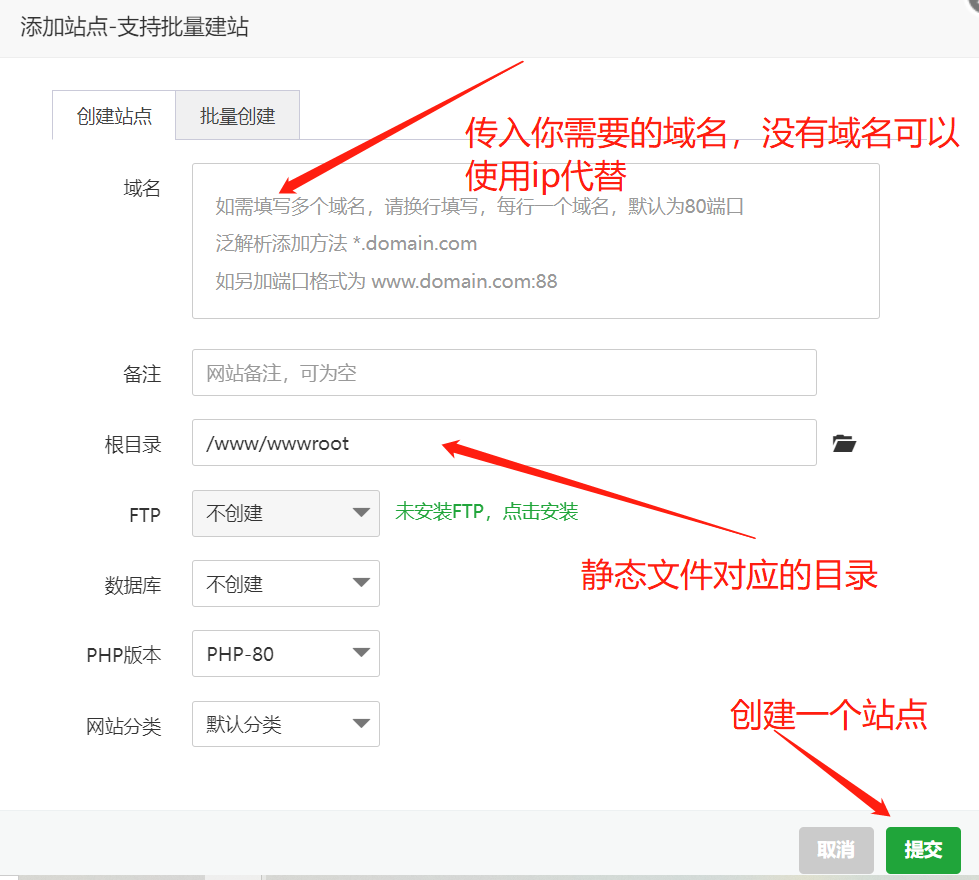 添加站点-支持批量建站
创建站点
批量创建
传入你需要的域名，没有域名可以
使用ip代替
域名
如需填写多个域名，请换行填写，每行一个域名，默认为80端口
泛解析添加方法 *.domain.com
如另加端口格式为 www.domain.com:88
备注
网站备注，可为空
根目录
/www/wwwroot
FTP
不创建
未安装FTP，点击安装
静态文件对应的目录
数据库
不创建
PHP版本
PHP-80
创建一个站点
网站分类
默认分类
取消
提交